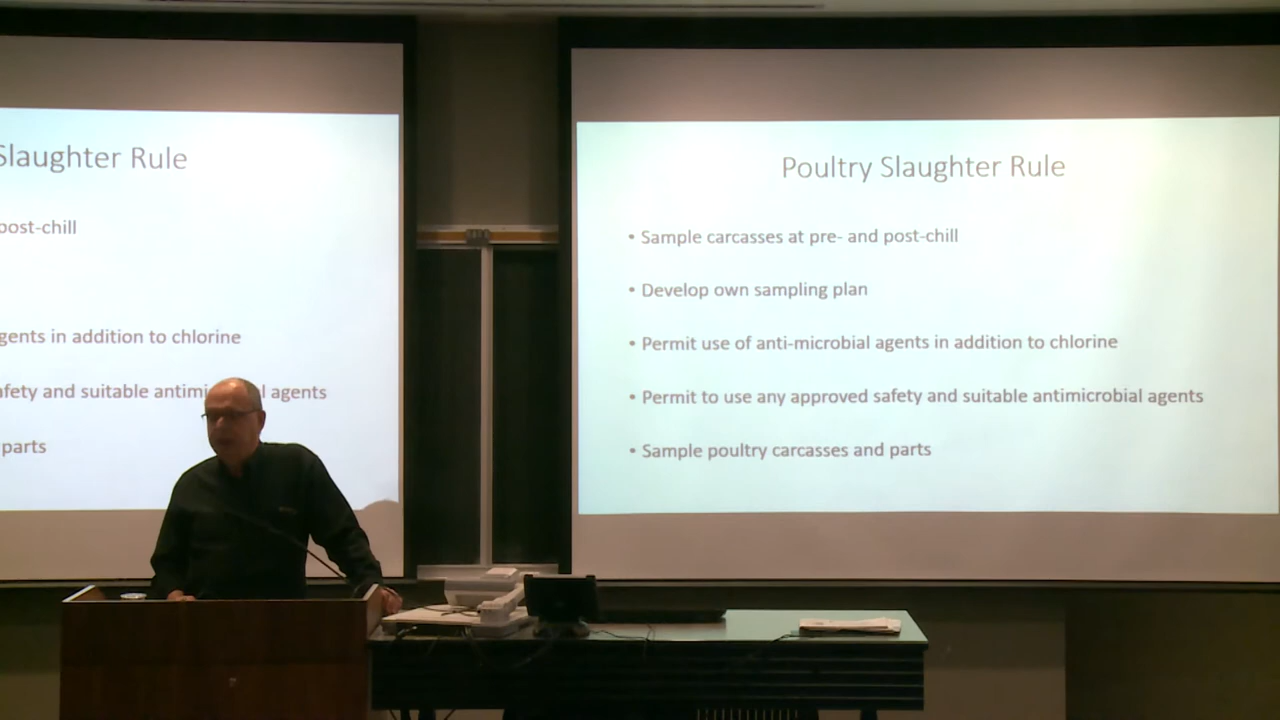 Slaughter Rule
post-chill
gents in addition to chlorine
afety and suitable antimi
l agents
parts
Poultry Slaughter Rule
• Sample carcasses at pre- and post-chill
• Develop own sampling plan
• Permit use of anti-microbial agents in addition to chlorine
• Permit to use any approved safety and suitable antimicrobial agents
• Sample poultry carcasses and parts